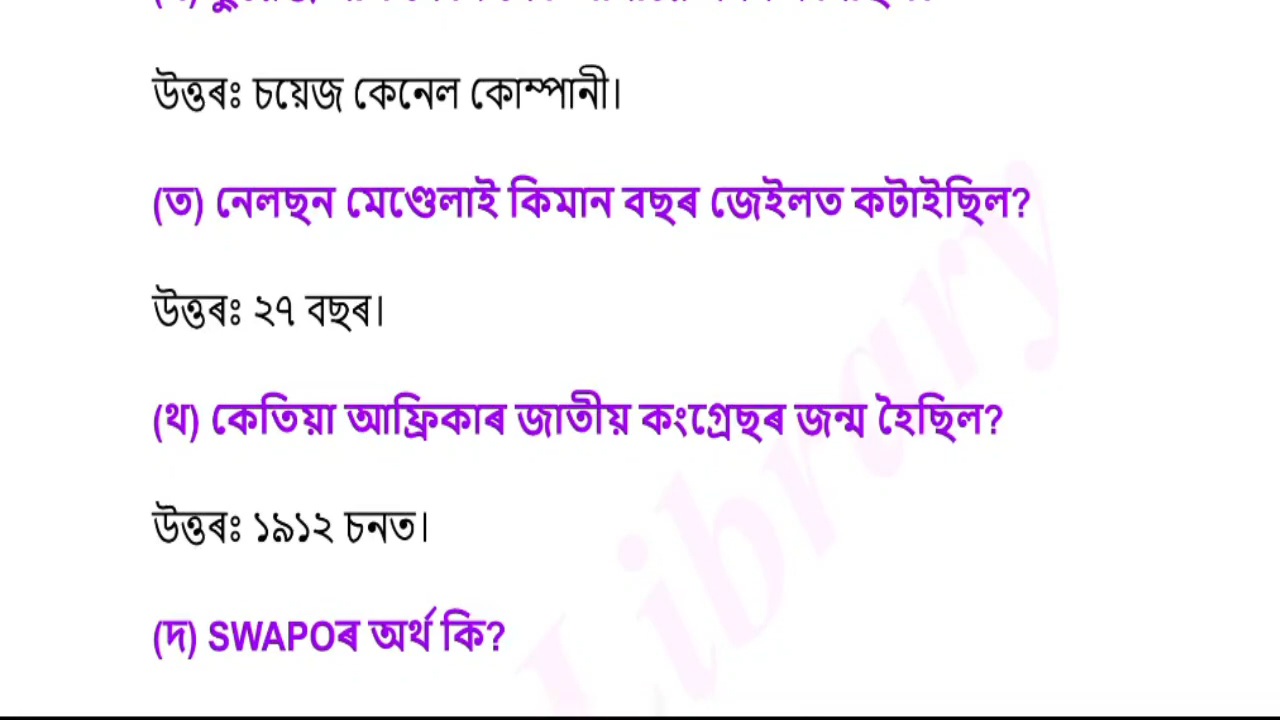 উত্তৰঃ চয়েজ কেনেল কোম্পানী।
(ত) নেলছন মেণ্ডেলাই কিমান বছৰ জেইলত কটাইছিল?
উত্তৰঃ ২৭ বছৰ।
(থ) কেতিয়া আফ্ৰিকাৰ জাতীয় কংগ্ৰেছৰ জন্ম হৈছিল?
উত্তৰঃ ১৯১২ চনত।
(দ) SWAPOৰ অৰ্থ কি?
Library